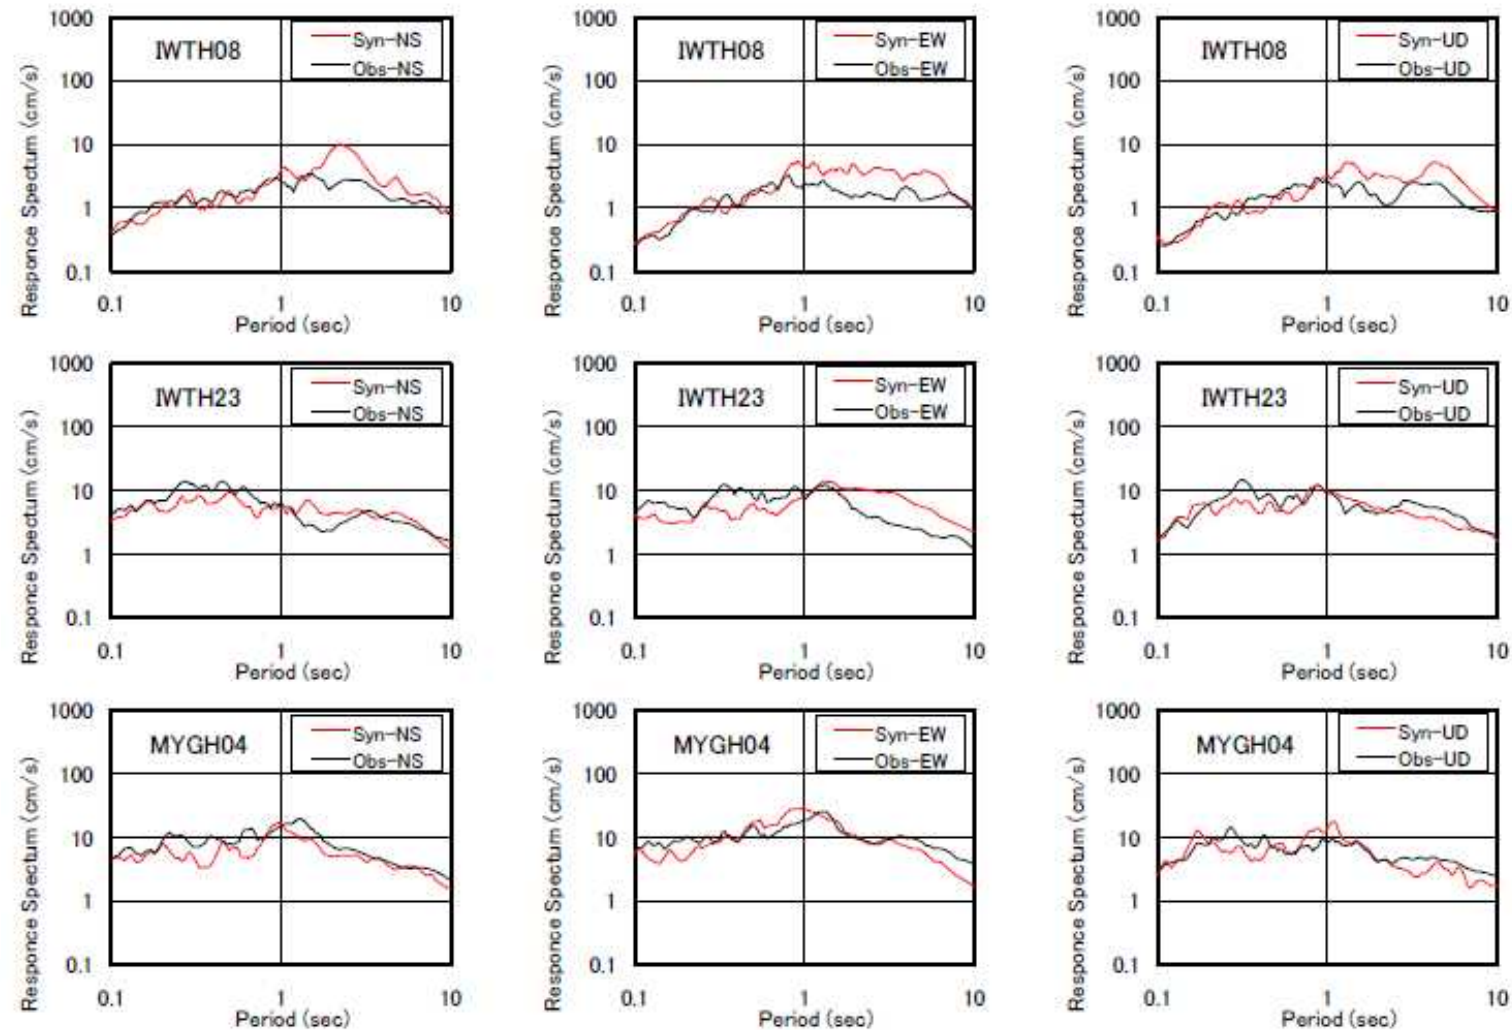 1000
IWTH08
Syn-NS
Obs-NS
100
10
1
0.1
0.1 1 10
Responce Spectum (cm/s)
Period (sec)
1000
IWTH08
Syn-EW
Obs-EW
100
10
1
0.1
0.1 1 10
Responce Spectum (cm/s)
Period (sec)
1000
IWTH08
Syn-UD
Obs-UD
100
10
1
0.1
0.1 1 10
Responce Spectum (cm/s)
Period (sec)
1000
IWTH23
Syn-NS
Obs-NS
100
10
1
0.1
0.1 1 10
Responce Spectum (cm/s)
Period (sec)
1000
IWTH23
Syn-EW
Obs-EW
100
10
1
0.1
0.1 1 10
Responce Spectum (cm/s)
Period (sec)
1000
IWTH23
Syn-UD
Obs-UD
100
10
1
0.1
0.1 1 10
Responce Spectum (cm/s)
Period (sec)
1000
MYGH04
Syn-NS
Obs-NS
100
10
1
0.1
0.1 1 10
Responce Spectum (cm/s)
Period (sec)
1000
MYGH04
Syn-EW
Obs-EW
100
10
1
0.1
0.1 1 10
Responce Spectum (cm/s)
Period (sec)
1000
MYGH04
Syn-UD
Obs-UD
100
10
1
0.1
0.1 1 10
Responce Spectum (cm/s)
Period (sec)